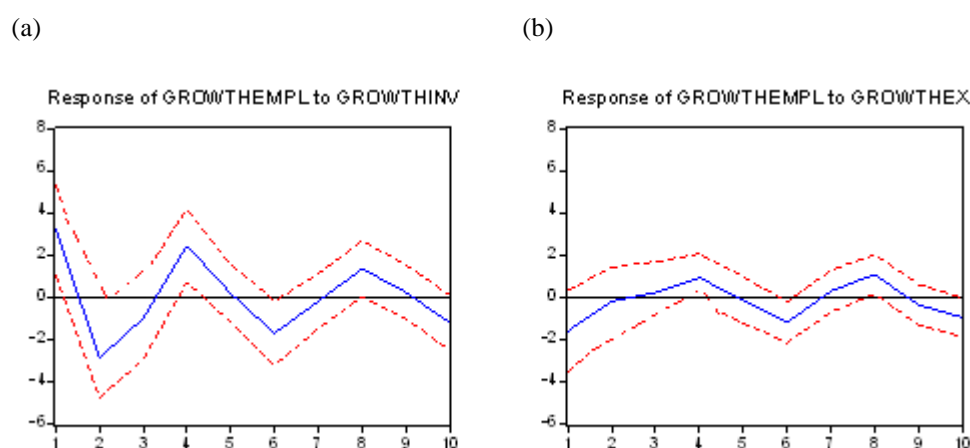 (a)
(b)
Response of GROWTHEMPL to GROWTHINV
8
6
4
2
0
-2
-4
-6
1 2 3 4 5 6 7 8 9 10
Response of GROWTHEMPL to GROWTHEX
8
6
4
2
0
-2
-4
-6
1 2 3 4 5 6 7 8 9 10